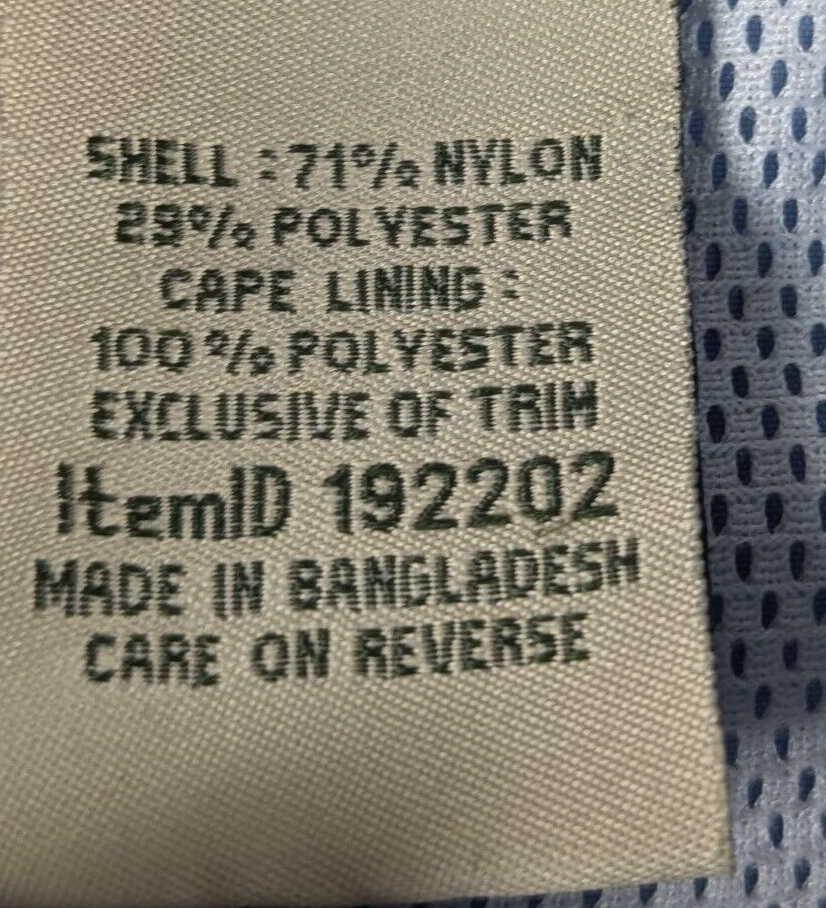 SHELL : 71% NYLON
29% POLYESTER
CAPE LINING :
100% POLYESTER
EXCLUSIVE OF TRIM
ItemID 192202
MADE IN BANGLADESH
CARE ON REVERSE